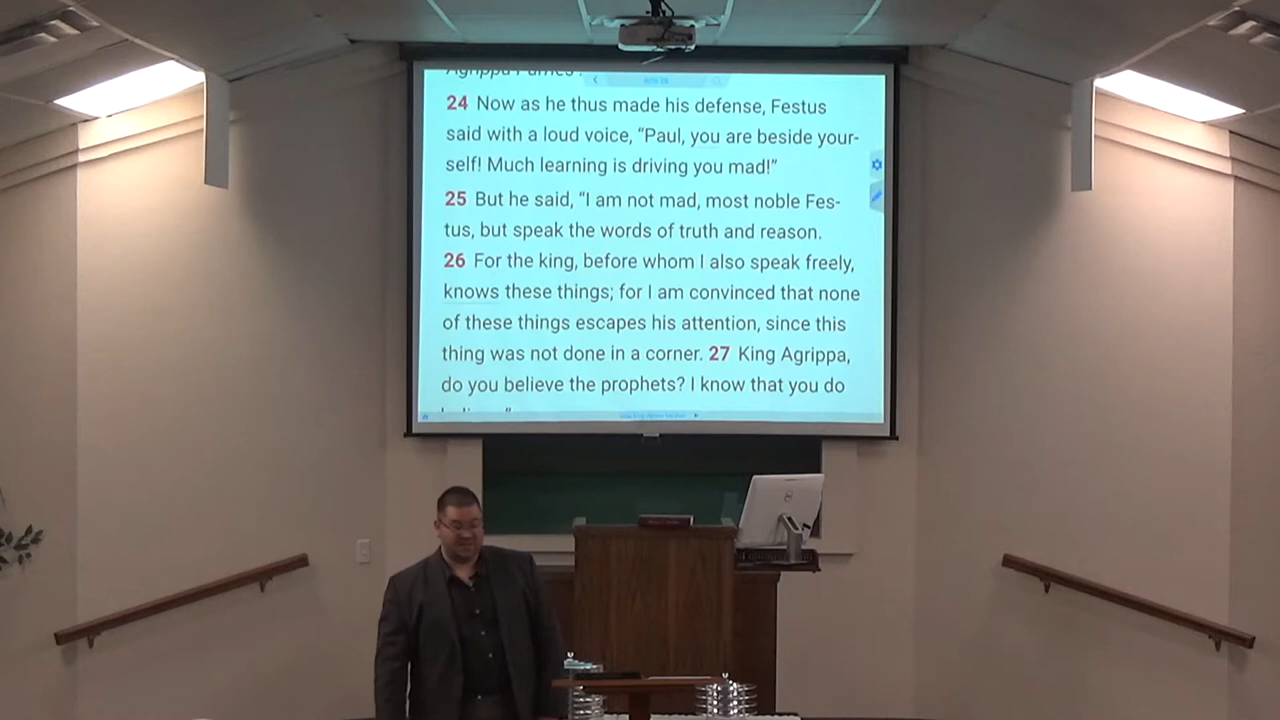 Acts 26
24 Now as he thus made his defense, Festus
said with a loud voice, “Paul, you are beside your-
self! Much learning is driving you mad!”
25 But he said, “I am not mad, most noble Fes-
tus, but speak the words of truth and reason.
26 For the king, before whom I also speak freely,
knows these things; for I am convinced that none
of these things escapes his attention, since this
thing was not done in a corner. 27 King Agrippa,
do you believe the prophets? I know that you do